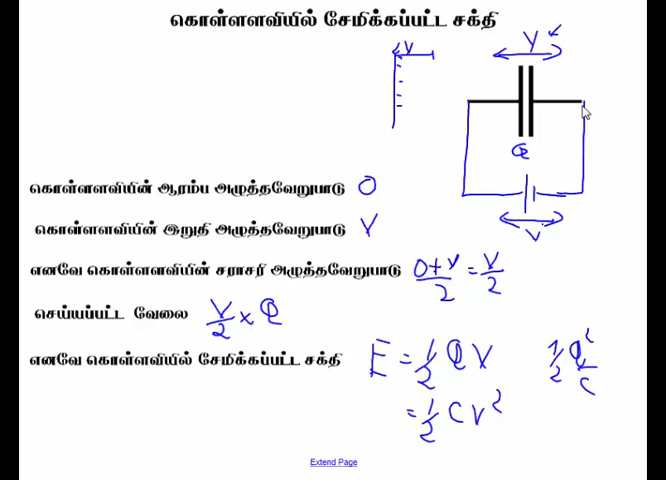 கொள்ளளவியில் சேமிக்கப்பட்ட சக்தி
V
V
Q
V
கொள்ளளவியின் ஆரம்ப அழுத்தவேறுபாடு 0
கொள்ளளவியின் இறுதி அழுத்தவேறுபாடு V
எனவே கொள்ளளவியின் சராசரி அழுத்தவேறுபாடு 0+V/2 = V/2
செய்யப்பட்ட வேலை V/2 × Q
எனவே கொள்ளவியில் சேமிக்கப்பட்ட சக்தி E = 1/2 QV 1/2 Q²/C
= 1/2 CV²
Extend Page